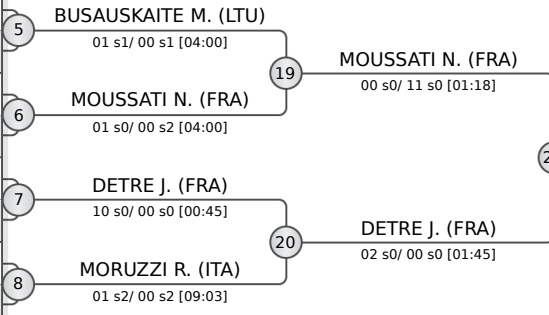 5
BUSAUSKAITE M. (LTU)
01 s1/ 00 s1 [04:00]
19
MOUSSATI N. (FRA)
00 s0/ 11 s0 [01:18]
6
MOUSSATI N. (FRA)
01 s0/ 00 s2 [04:00]
7
DETRE J. (FRA)
10 s0/ 00 s0 [00:45]
20
DETRE J. (FRA)
02 s0/ 00 s0 [01:45]
8
MORUZZI R. (ITA)
01 s2/ 00 s2 [09:03]